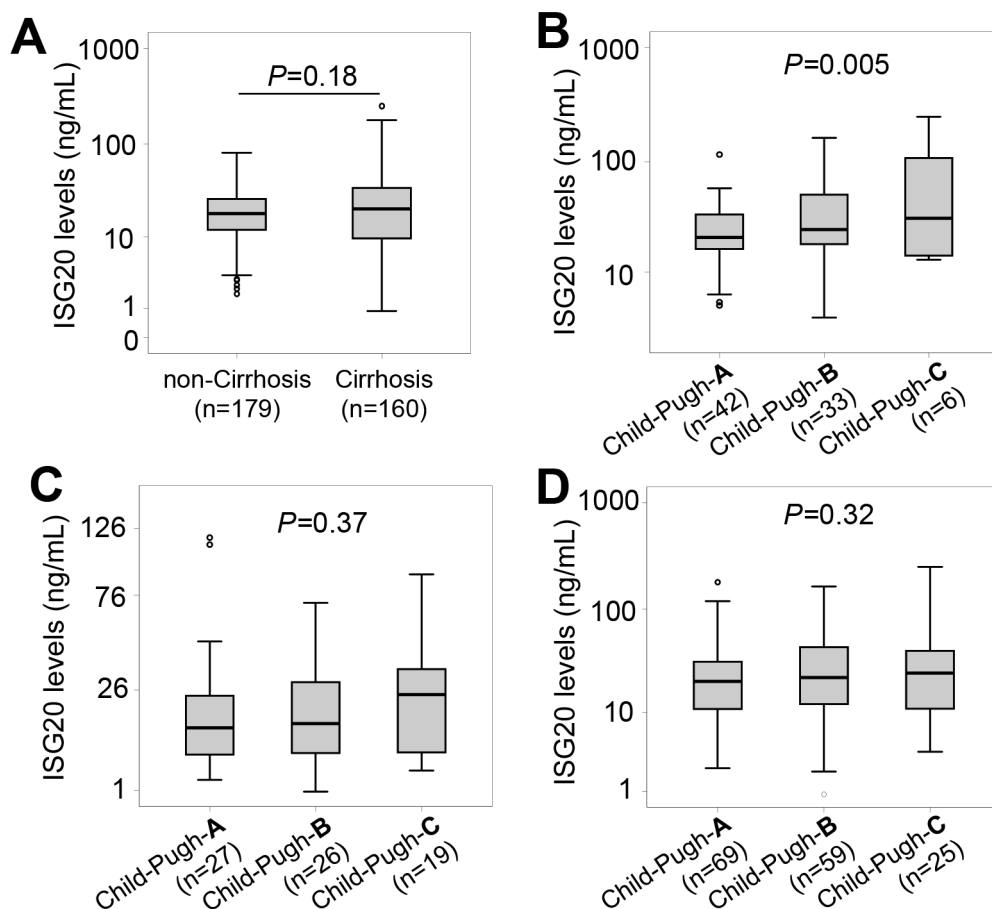 A
ISG20 levels (ng/mL)
1000
100
10
1
0
P=0.18
non-Cirrhosis
(n=179)
Cirrhosis
(n=160)
B
ISG20 levels (ng/mL)
1000
100
10
P=0.005
Child-Pugh-A
(n=42)
Child-Pugh-B
(n=33)
Child-Pugh-C
(n=6)
C
ISG20 levels (ng/mL)
126
76
26
1
P=0.37
Child-Pugh-A
(n=27)
Child-Pugh-B
(n=26)
Child-Pugh-C
(n=19)
D
ISG20 levels (ng/mL)
1000
100
10
1
P=0.32
Child-Pugh-A
(n=69)
Child-Pugh-B
(n=59)
Child-Pugh-C
(n=25)